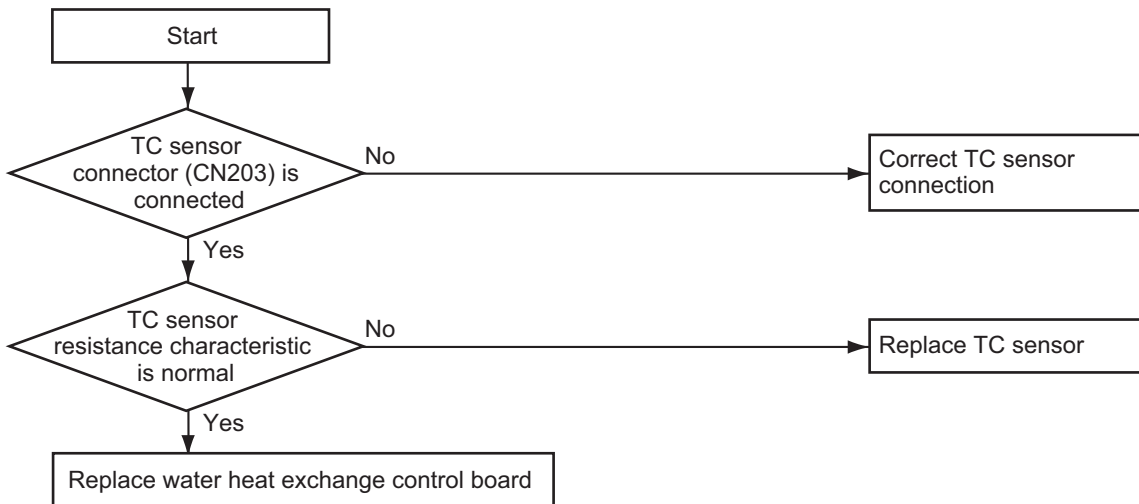 Start
TC sensor
connector (CN203) is
connected
No
Correct TC sensor
connection
Yes
TC sensor
resistance characteristic
is normal
No
Replace TC sensor
Yes
Replace water heat exchange control board